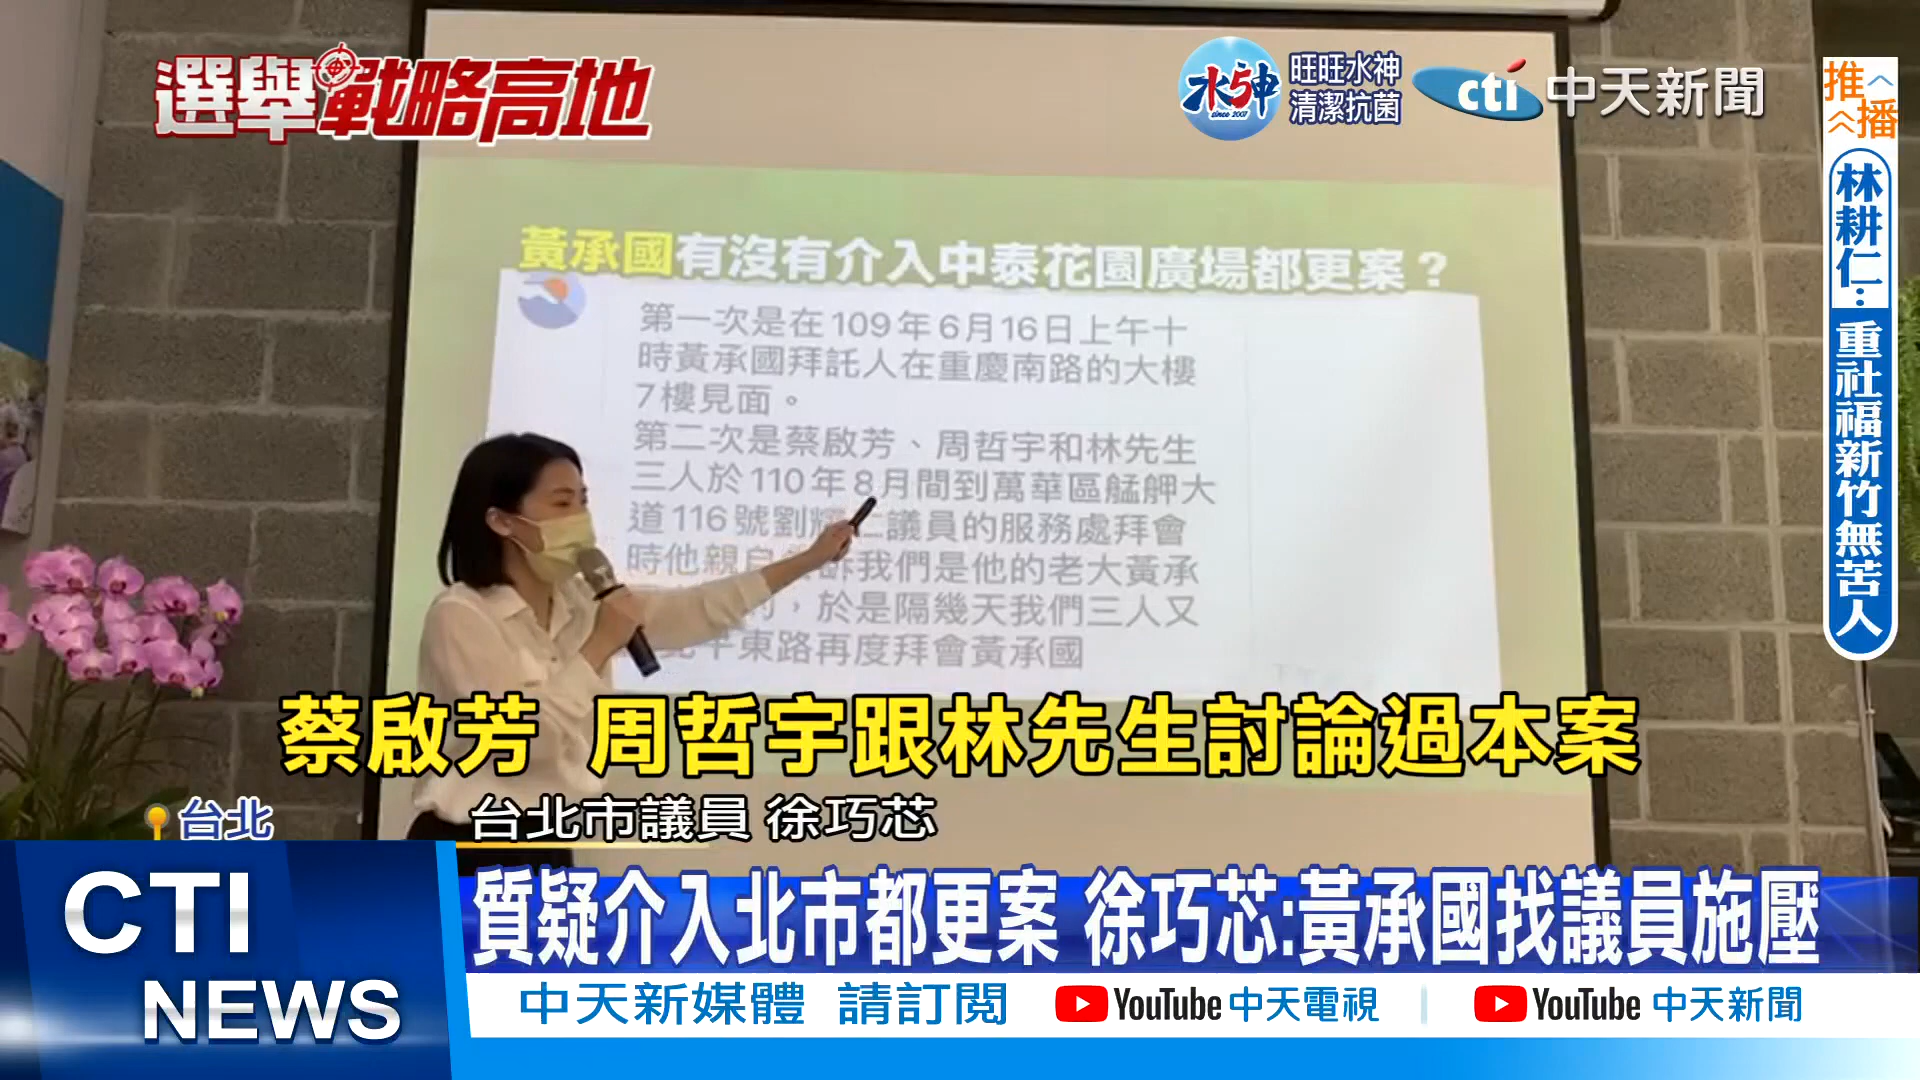 選舉戰略高地
水神
since 2007
旺旺水神
清潔抗菌
cti 中天新聞
推播
林耕仁：重社福新竹無苦人
黃承國有沒有介入中泰花園廣場都更案？
第一次是在109年6月16日上午十
時黃承國拜託人在重慶南路的大樓
7樓見面。
第二次是蔡啟芳、周哲宇和林先生
三人於110年8月間到萬華區艋舺大
道116號劉耀仁議員的服務處拜會
時他親自告訴我們是他的老大黃承
，於是隔幾天我們三人又
北平東路再度拜會黃承國
蔡啟芳 周哲宇跟林先生討論過本案
台北
台北市議員 徐巧芯
CTI
NEWS
質疑介入北市都更案 徐巧芯:黃承國找議員施壓
中天新媒體 請訂閱 YouTube 中天電視 | YouTube 中天新聞